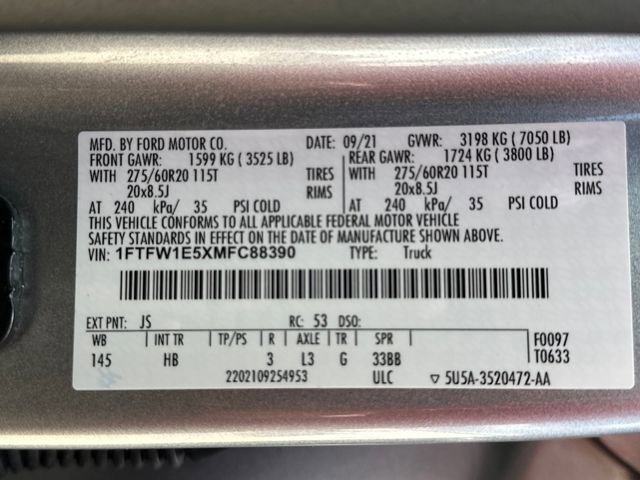 MFD. BY FORD MOTOR CO. DATE: 09/21 GVWR: 3198 KG ( 7050 LB)
FRONT GAWR: 1599 KG ( 3525 LB) REAR GAWR: 1724 KG ( 3800 LB)
WITH 275/60R20 115T TIRES WITH 275/60R20 115T TIRES
20x8.5J RIMS 20x8.5J RIMS
AT 240 kPa/ 35 PSI COLD AT 240 kPa/ 35 PSI COLD
THIS VEHICLE CONFORMS TO ALL APPLICABLE FEDERAL MOTOR VEHICLE
SAFETY STANDARDS IN EFFECT ON THE DATE OF MANUFACTURE SHOWN ABOVE.
VIN: 1FTFW1E5XMFC88390 TYPE: Truck
EXT PNT: JS RC: 53 DSO:
WB INT TR TP/PS R AXLE TR SPR F0097
145 HB 3 L3 G 33BB T0633
2202109254953 ULC ▽ 5U5A-3520472-AA